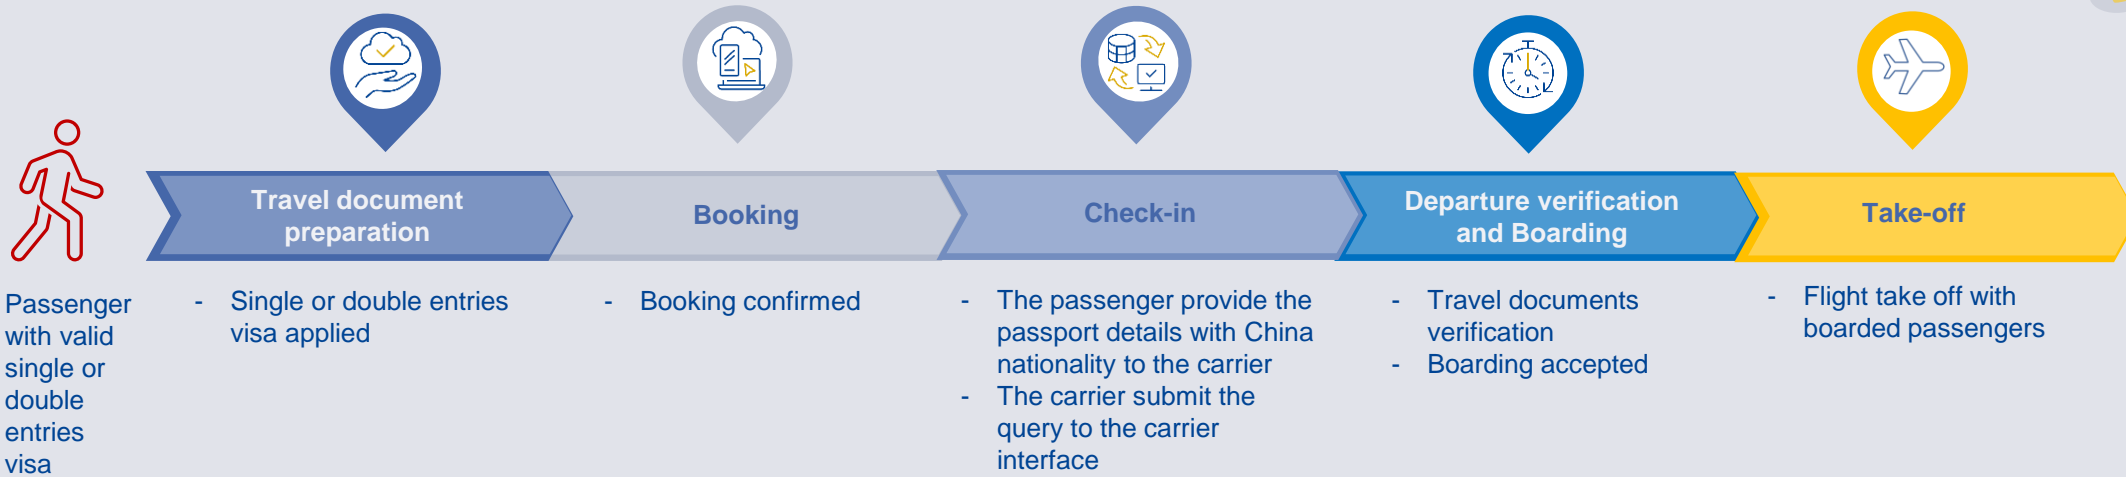 Travel document
preparation
Booking
Check-in
Departure verification
and Boarding
Take-off
Passenger
with valid
single or
double
entries
visa
- Single or double entries
visa applied
- Booking confirmed
- The passenger provide the
passport details with China
nationality to the carrier
- The carrier submit the
query to the carrier
interface
- Travel documents
verification
- Boarding accepted
- Flight take off with
boarded passengers